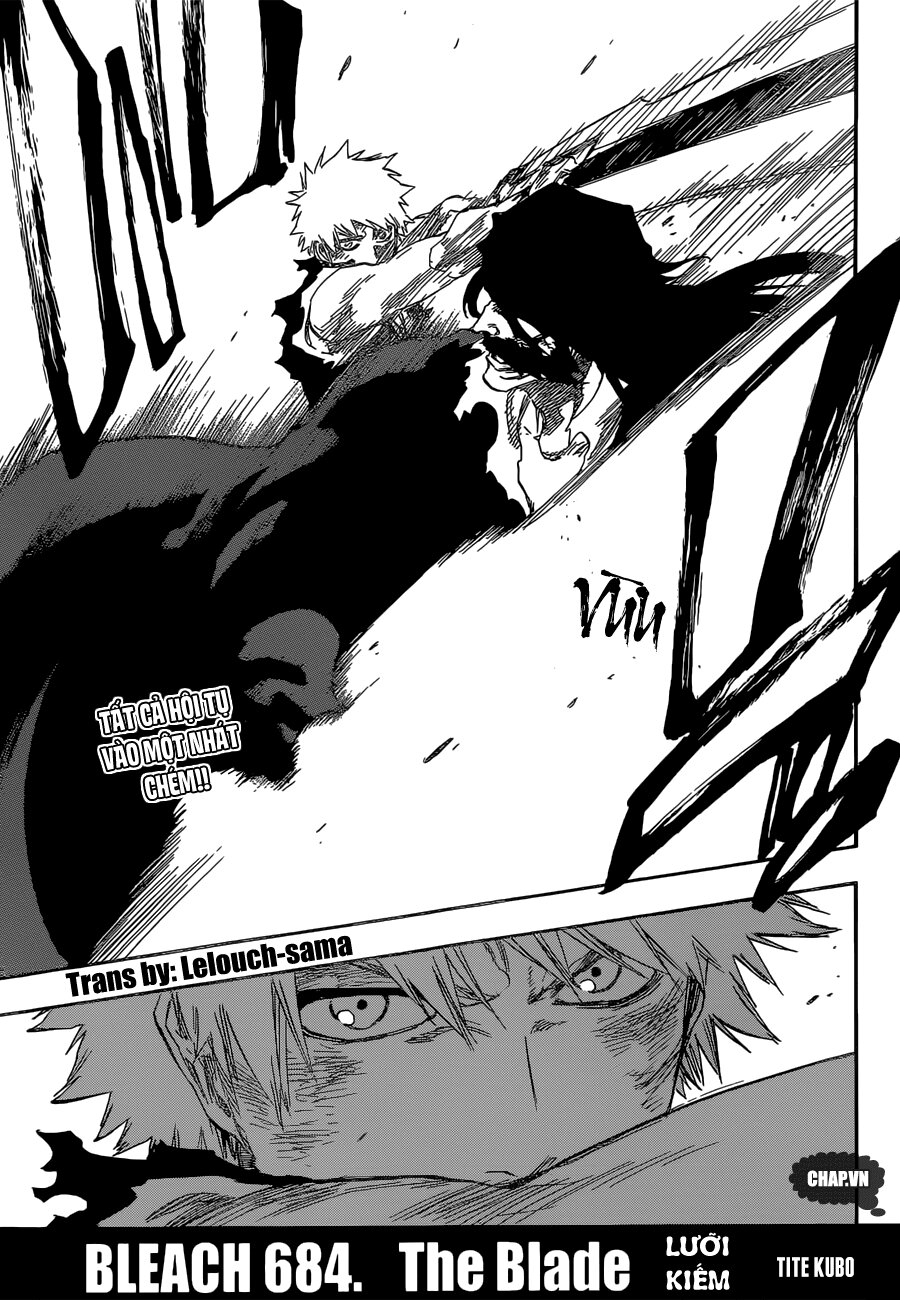 VÙÙ
TẤT CẢ HỘI TỤ
VÀO MỘT NHÁT
CHÉM!!
Trans by: Lelouch-sama
CHAP.VN
BLEACH 684. The Blade
LƯỠI
KIẾM
TITE KUBO